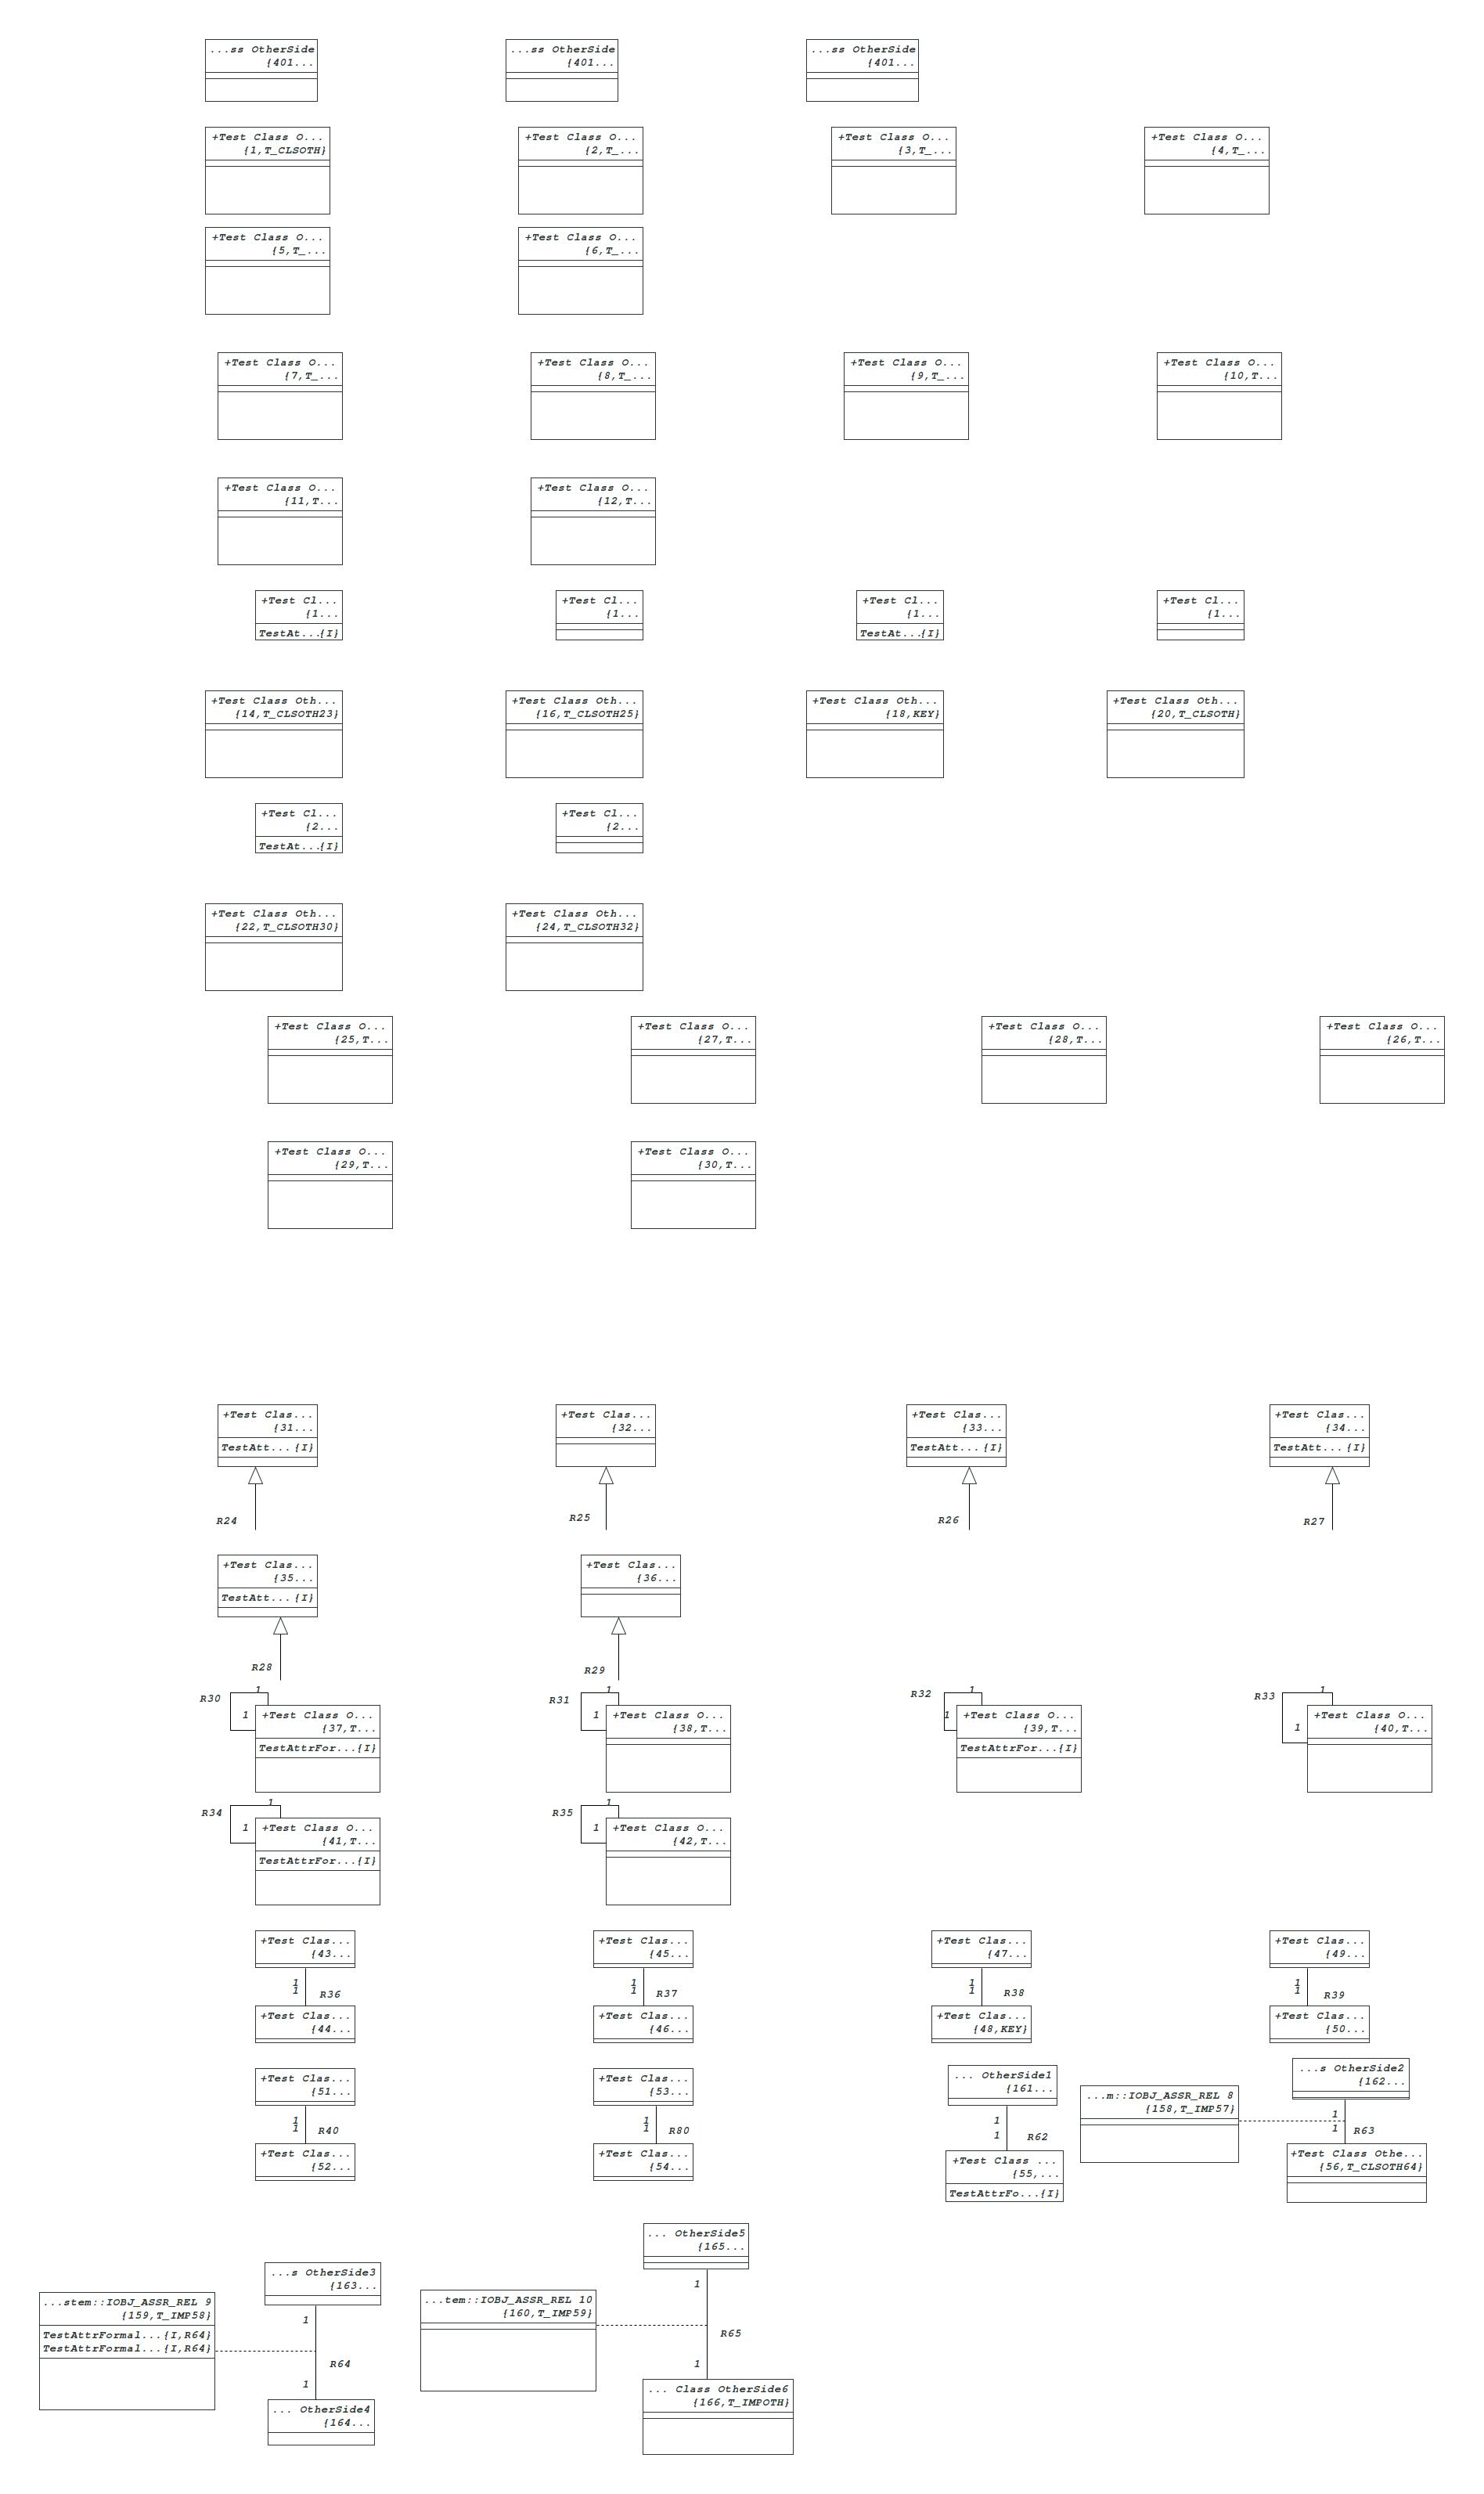 ...ss OtherSide
{401...
...ss OtherSide
{401...
...ss OtherSide
{401...
+Test Class O...
{1,T_CLSOTH}
+Test Class O...
{2,T_...
+Test Class O...
{3,T_...
+Test Class O...
{4,T_...
+Test Class O...
{5,T_...
+Test Class O...
{6,T_...
+Test Class O...
{7,T_...
+Test Class O...
{8,T_...
+Test Class O...
{9,T_...
+Test Class O...
{10,T...
+Test Class O...
{11,T...
+Test Class O...
{12,T...
+Test Cl...
{1...
TestAt...{I}
+Test Cl...
{1...
+Test Cl...
{1...
TestAt...{I}
+Test Cl...
{1...
+Test Class Oth...
{14,T_CLSOTH23}
+Test Class Oth...
{16,T_CLSOTH25}
+Test Class Oth...
{18,KEY}
+Test Class Oth...
{20,T_CLSOTH}
+Test Cl...
{2...
TestAt...{I}
+Test Cl...
{2...
+Test Class Oth...
{22,T_CLSOTH30}
+Test Class Oth...
{24,T_CLSOTH32}
+Test Class O...
{25,T...
+Test Class O...
{27,T...
+Test Class O...
{28,T...
+Test Class O...
{26,T...
+Test Class O...
{29,T...
+Test Class O...
{30,T...
+Test Clas...
{31...
TestAtt... {I}
R24
+Test Clas...
{32...
R25
+Test Clas...
{33...
TestAtt... {I}
R26
+Test Clas...
{34...
TestAtt... {I}
R27
+Test Clas...
{35...
TestAtt... {I}
R28
+Test Clas...
{36...
R29
R30
1
1
+Test Class O...
{37,T...
TestAttrFor...{I}
R31
1
1
+Test Class O...
{38,T...
R32
1
1
+Test Class O...
{39,T...
TestAttrFor...{I}
R33
1
1
+Test Class O...
{40,T...
R34
1
1
+Test Class O...
{41,T...
TestAttrFor...{I}
R35
1
1
+Test Class O...
{42,T...
+Test Clas...
{43...
1
1
R36
+Test Clas...
{44...
+Test Clas...
{45...
1
1
R37
+Test Clas...
{46...
+Test Clas...
{47...
1
1
R38
+Test Clas...
{48,KEY}
+Test Clas...
{49...
1
1
R39
+Test Clas...
{50...
+Test Clas...
{51...
1
1
R40
+Test Clas...
{52...
+Test Clas...
{53...
1
1
R80
+Test Clas...
{54...
... OtherSide1
{161...
1
1
R62
+Test Class ...
{55,...
TestAttrFo...{I}
...m::IOBJ_ASSR_REL 8
{158,T_IMP57}
...s OtherSide2
{162...
1
1
R63
+Test Class Othe...
{56,T_CLSOTH64}
...stem::IOBJ_ASSR_REL 9
{159,T_IMP58}
TestAttrFormal...{I,R64}
TestAttrFormal...{I,R64}
...s OtherSide3
{163...
1
R64
1
... OtherSide4
{164...
...tem::IOBJ_ASSR_REL 10
{160,T_IMP59}
... OtherSide5
{165...
1
R65
1
... Class OtherSide6
{166,T_IMPOTH}